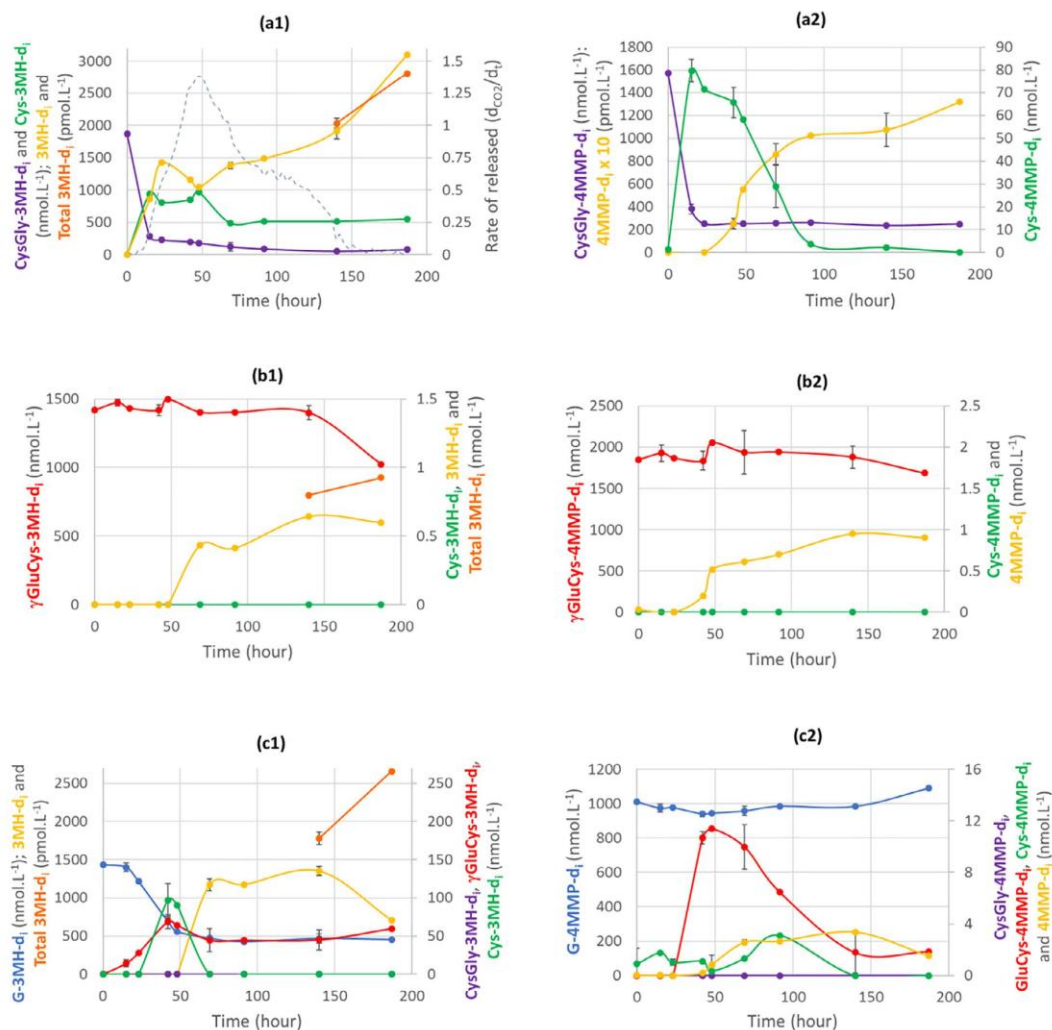 (a1)
CysGly-3MH-dᵢ and Cys-3MH-dᵢ
(nmol.L⁻¹); 3MH-dᵢ and
Total 3MH-dᵢ (pmol.L⁻¹)
3000
2500
2000
1500
1000
500
0
1.5
1.25
1
0.75
0.5
0.25
0
Rate of released (d_CO2/d_t)
0 50 100 150 200
Time (hour)
(a2)
CysGly-4MMP-dᵢ (nmol.L⁻¹):
4MMP-dᵢ x 10 (pmol.L⁻¹)
1800
1600
1400
1200
1000
800
600
400
200
0
90
80
70
60
50
40
30
20
10
0
Cys-4MMP-dᵢ (nmol.L⁻¹)
0 50 100 150 200
Time (hour)
(b1)
γGluCys-3MH-dᵢ (nmol.L⁻¹)
1500
1000
500
0
1.5
1
0.5
0
Cys-3MH-dᵢ, 3MH-dᵢ and
Total 3MH-dᵢ (nmol.L⁻¹)
0 50 100 150 200
Time (hour)
(b2)
γGluCys-4MMP-dᵢ (nmol.L⁻¹)
2500
2000
1500
1000
500
0
2.5
2
1.5
1
0.5
0
Cys-4MMP-dᵢ and
4MMP-dᵢ (nmol.L⁻¹)
0 50 100 150 200
Time (hour)
(c1)
G-3MH-dᵢ (nmol.L⁻¹); 3MH-dᵢ and
Total 3MH-dᵢ (pmol.L⁻¹)
2500
2000
1500
1000
500
0
250
200
150
100
50
0
CysGly-3MH-dᵢ, γGluCys-3MH-dᵢ,
Cys-3MH-dᵢ (nmol.L⁻¹)
0 50 100 150 200
Time (hour)
(c2)
G-4MMP-dᵢ (nmol.L⁻¹)
1200
1000
800
600
400
200
0
16
12
8
4
0
CysGly-4MMP-dᵢ,
GluCys-4MMP-dᵢ, Cys-4MMP-dᵢ
and 4MMP-dᵢ (nmol.L⁻¹)
0 50 100 150 200
Time (hour)